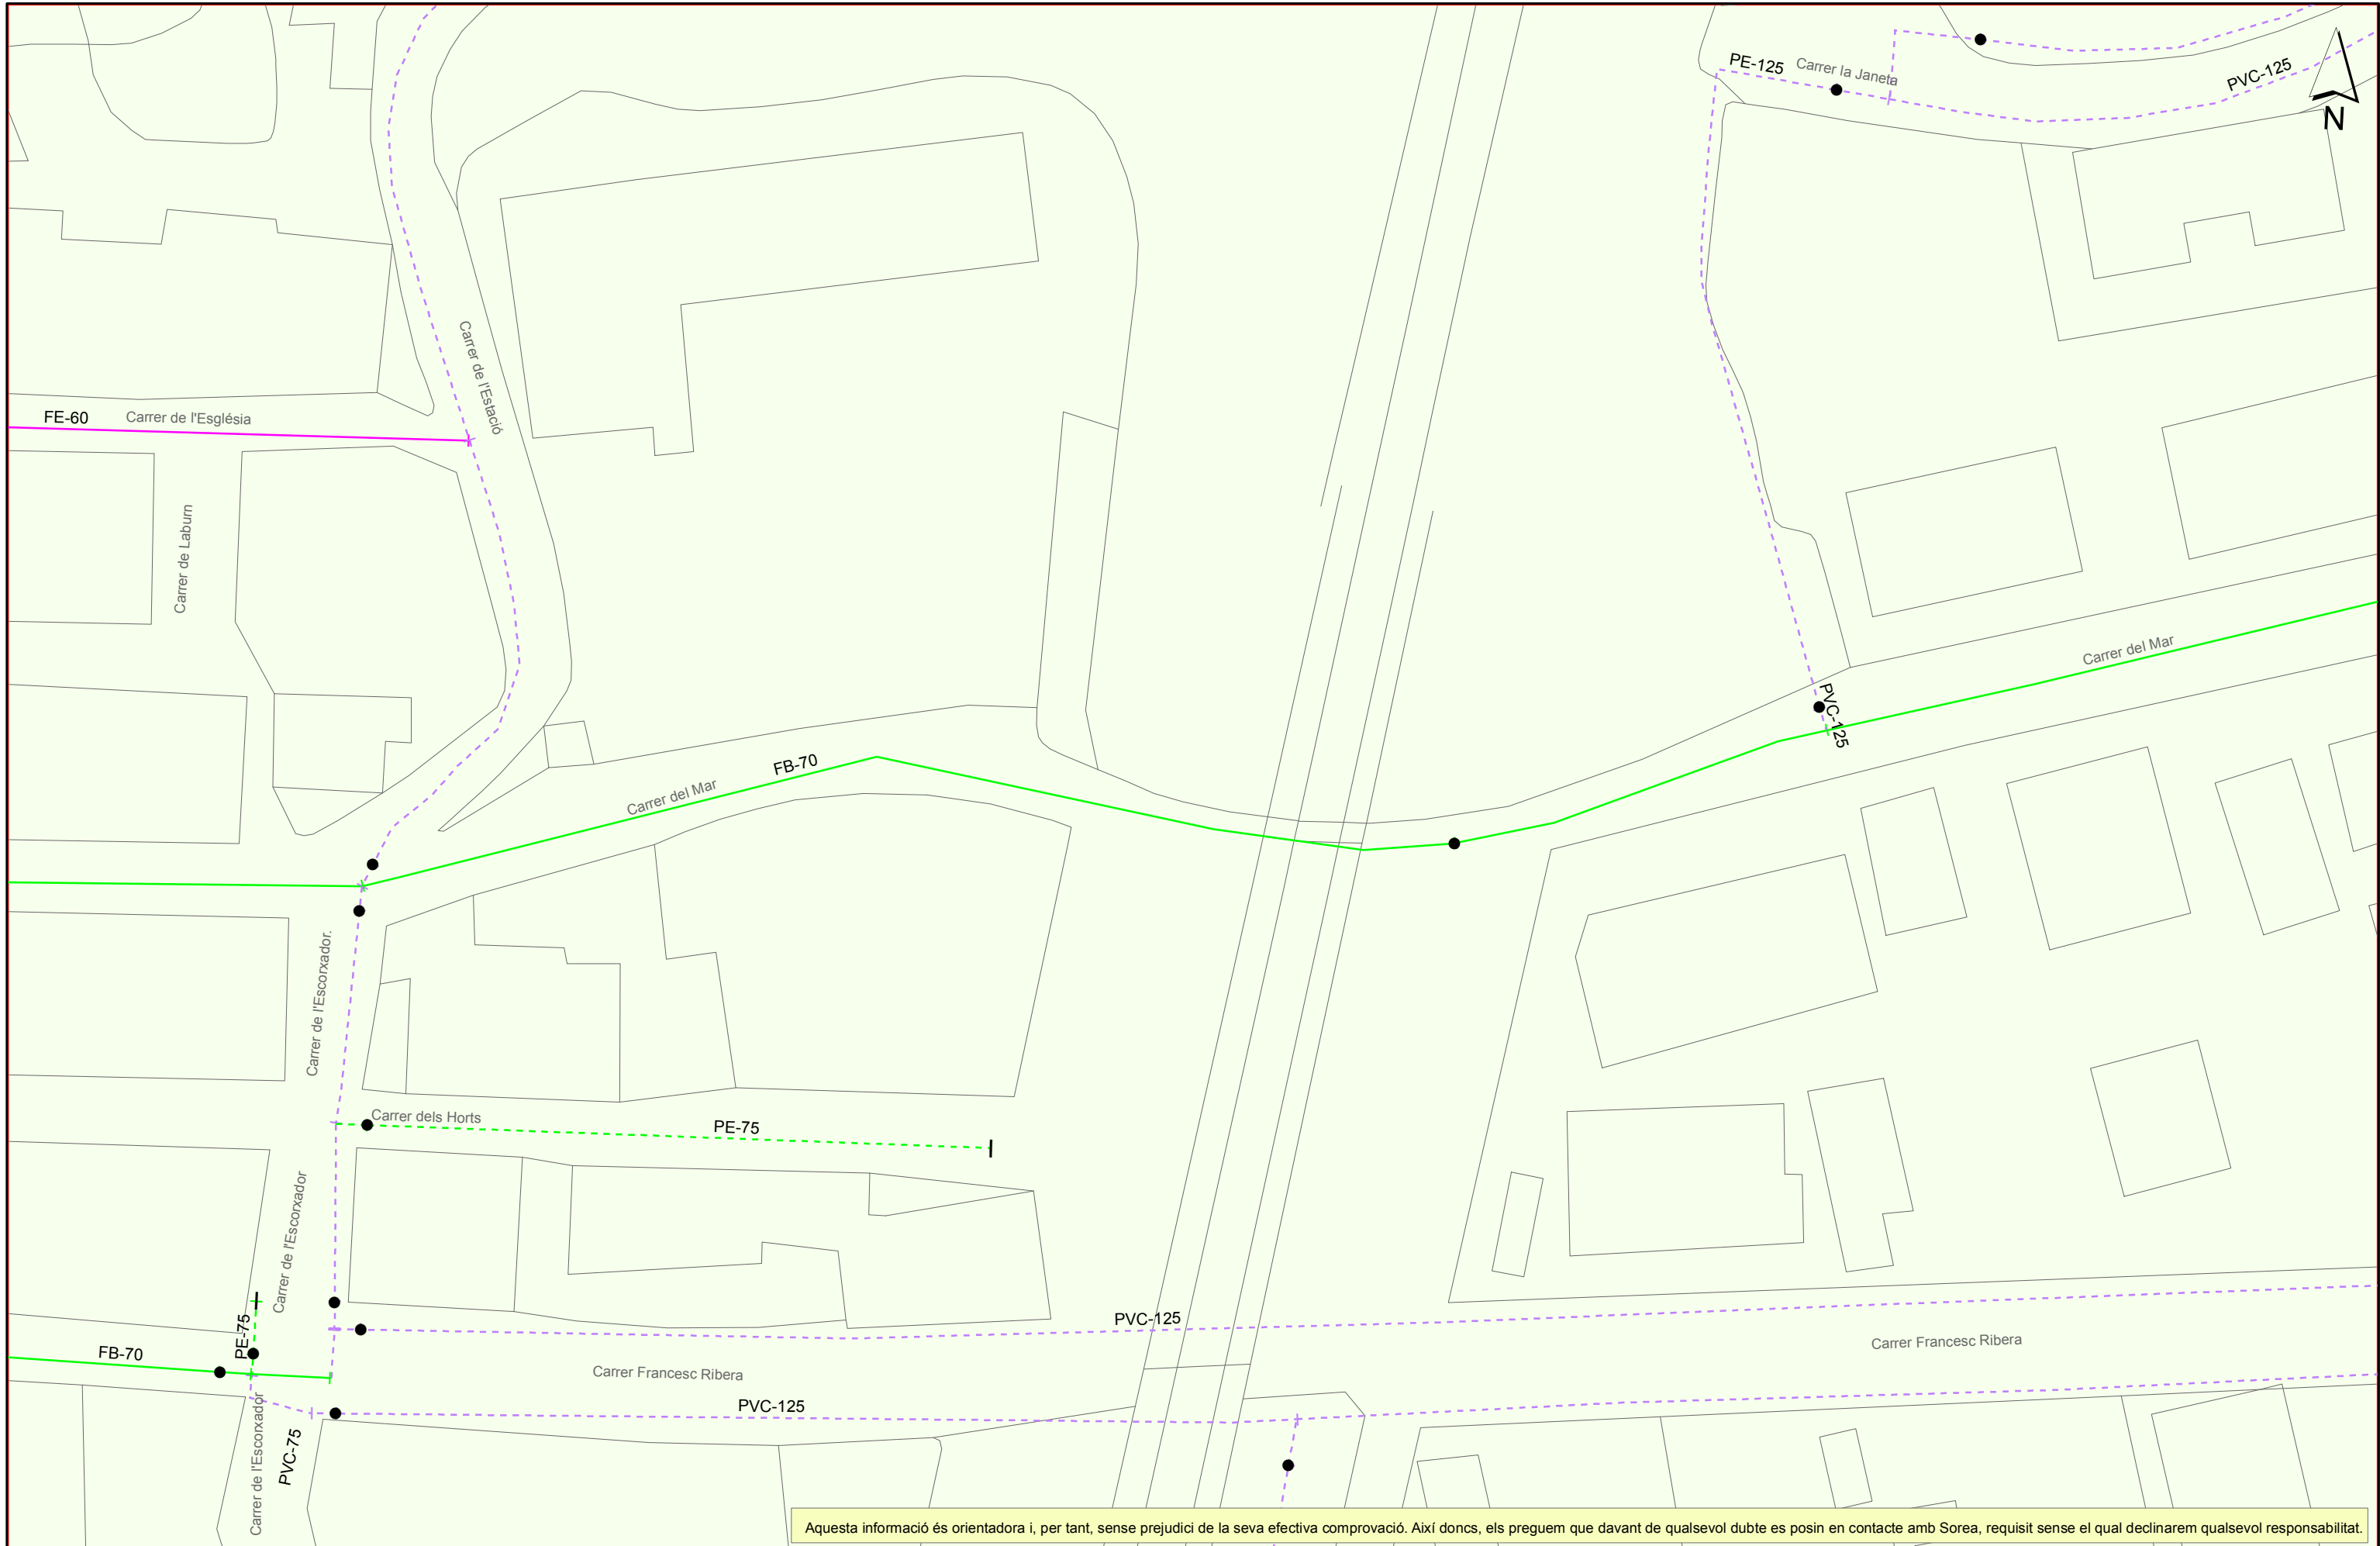 PE-125
Carrer la Janeta
PVC-125
N
Carrer de l'Estació
FE-60
Carrer de l'Església
Carrer de Laburn
Carrer del Mar
PVC-125
FB-70
Carrer del Mar
Carrer de l'Escorxador.
Carrer dels Horts
PE-75
Carrer de l'Escorxador
PE-75
PVC-125
Carrer Francesc Ribera
FB-70
Carrer Francesc Ribera
PVC-125
Carrer de l'Escorxador
PVC-75
Aquesta informació és orientadora i, per tant, sense prejudici de la seva efectiva comprovació. Així doncs, els preguem que davant de qualsevol dubte es posin en contacte amb Sorea, requisit sense el qual declinarem qualsevol responsabilitat.